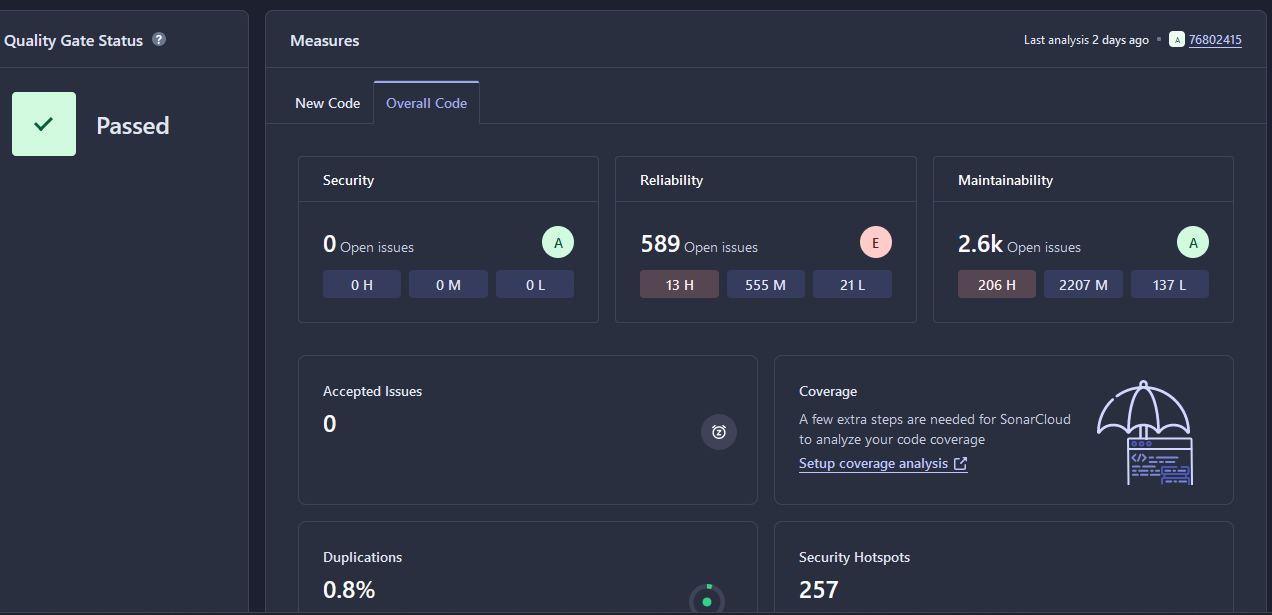 Quality Gate Status ?
Passed
Measures
Last analysis 2 days ago • A 76802415
New Code
Overall Code
Security
0 Open issues
A
0 H
0 M
0 L
Reliability
589 Open issues
E
13 H
555 M
21 L
Maintainability
2.6k Open issues
A
206 H
2207 M
137 L
Accepted Issues
0
Coverage
A few extra steps are needed for SonarCloud
to analyze your code coverage
Setup coverage analysis
Duplications
0.8%
Security Hotspots
257